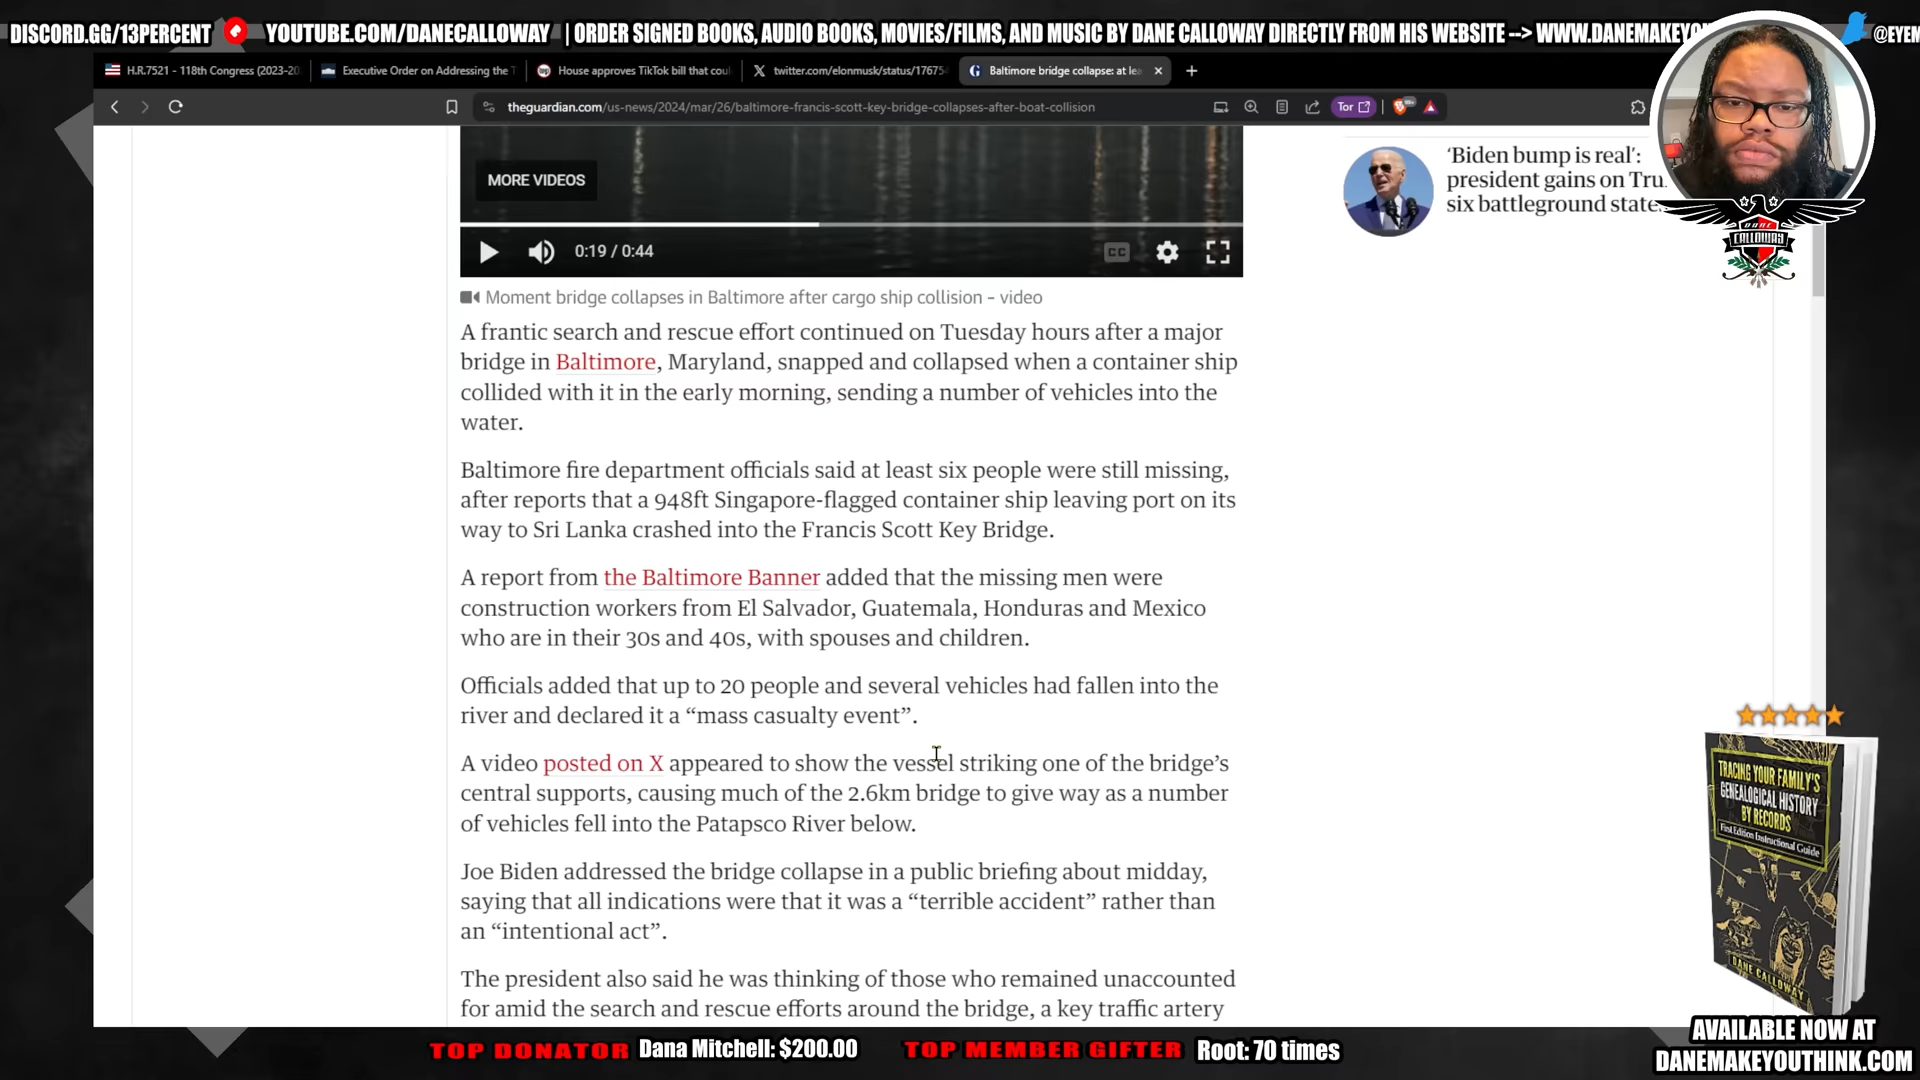 DISCORD.GG/13PERCENT
YOUTUBE.COM/DANECALLOWAY | ORDER SIGNED BOOKS, AUDIO BOOKS, MOVIES/FILMS, AND MUSIC BY DANE CALLOWAY DIRECTLY FROM HIS WEBSITE --> WWW.DANEMAKEYO
@EYEM
H.R.7521 - 118th Congress (2023-20
Executive Order on Addressing the T
House approves TikTok bill that coul
twitter.com/elonmusk/status/17675
Baltimore bridge collapse: at lea
theguardian.com/us-news/2024/mar/26/baltimore-francis-scott-key-bridge-collapses-after-boat-collision
Tor
MORE VIDEOS
0:19 / 0:44
CC
‘Biden bump is real’:
president gains on Tru
six battleground state
DANE
CALLOWAY
Moment bridge collapses in Baltimore after cargo ship collision – video
A frantic search and rescue effort continued on Tuesday hours after a major
bridge in Baltimore, Maryland, snapped and collapsed when a container ship
collided with it in the early morning, sending a number of vehicles into the
water.
Baltimore fire department officials said at least six people were still missing,
after reports that a 948ft Singapore-flagged container ship leaving port on its
way to Sri Lanka crashed into the Francis Scott Key Bridge.
A report from the Baltimore Banner added that the missing men were
construction workers from El Salvador, Guatemala, Honduras and Mexico
who are in their 30s and 40s, with spouses and children.
Officials added that up to 20 people and several vehicles had fallen into the
river and declared it a “mass casualty event”.
A video posted on X appeared to show the vessel striking one of the bridge’s
central supports, causing much of the 2.6km bridge to give way as a number
of vehicles fell into the Patapsco River below.
Joe Biden addressed the bridge collapse in a public briefing about midday,
saying that all indications were that it was a “terrible accident” rather than
an “intentional act”.
The president also said he was thinking of those who remained unaccounted
for amid the search and rescue efforts around the bridge, a key traffic artery
TRACING YOUR FAMILY'S
GENEALOGICAL HISTORY
BY RECORDS
First Edition Instructional Guide
DANE CALLOWAY
AVAILABLE NOW AT
DANEMAKEYOUTHINK.COM
TOP DONATOR Dana Mitchell: $200.00
TOP MEMBER GIFTER Root: 70 times